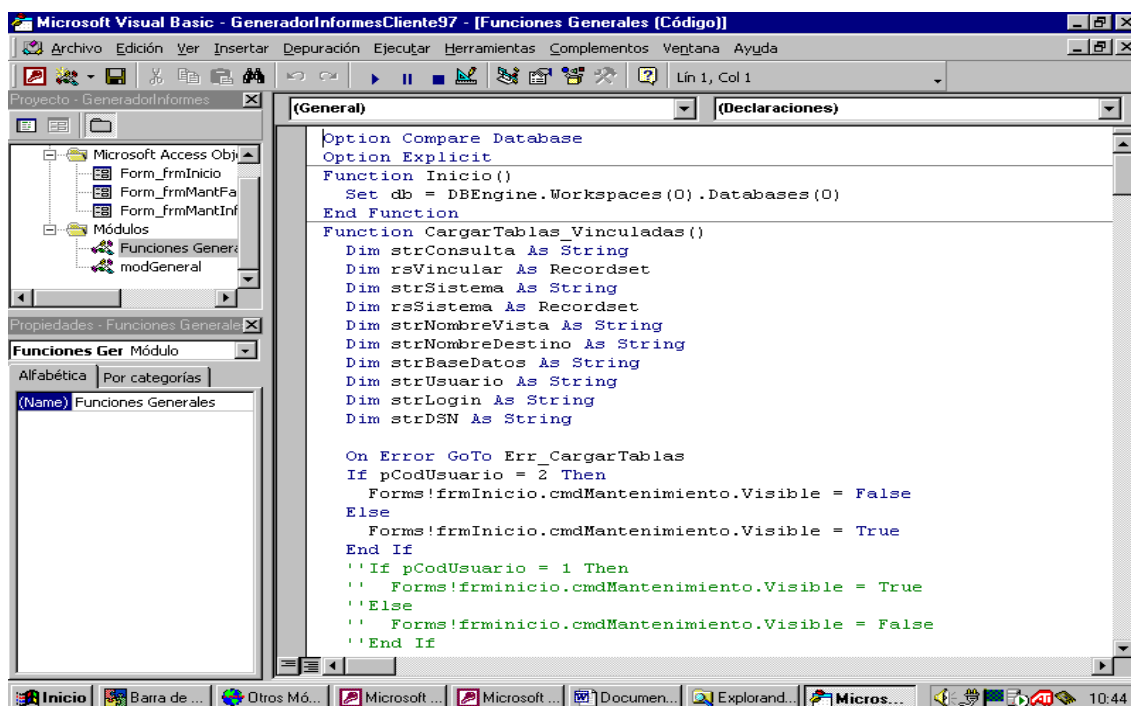 Microsoft Visual Basic - GeneradorInformesCliente97 - [Funciones Generales (Código)]
Archivo Edición Ver Insertar Depuración Ejecutar Herramientas Complementos Ventana Ayuda
Lín 1, Col 1
Proyecto - GeneradorInformes
Microsoft Access Obj
Form_frmInicio
Form_frmMantFa
Form_frmMantInf
Módulos
Funciones Genera
modGeneral
Propiedades - Funciones Generale
Funciones Ger Módulo
Alfabética Por categorías
(Name) Funciones Generales
(General) (Declaraciones)
Option Compare Database
Option Explicit
Function Inicio()
Set db = DBEngine.Workspaces(0).Databases(0)
End Function
Function CargarTablas_Vinculadas()
Dim strConsulta As String
Dim rsVincular As Recordset
Dim strSistema As String
Dim rsSistema As Recordset
Dim strNombreVista As String
Dim strNombreDestino As String
Dim strBaseDatos As String
Dim strUsuario As String
Dim strLogin As String
Dim strDSN As String
On Error GoTo Err_CargarTablas
If pCodUsuario = 2 Then
Forms!frmInicio.cmdMantenimiento.Visible = False
Else
Forms!frmInicio.cmdMantenimiento.Visible = True
End If
''If pCodUsuario = 1 Then
'' Forms!frminicio.cmdMantenimiento.Visible = True
''Else
'' Forms!frminicio.cmdMantenimiento.Visible = False
''End If
Inicio Barra de ... Otros Mó... Microsoft ... Microsoft ... Documen... Explorand... Micros... 10:44